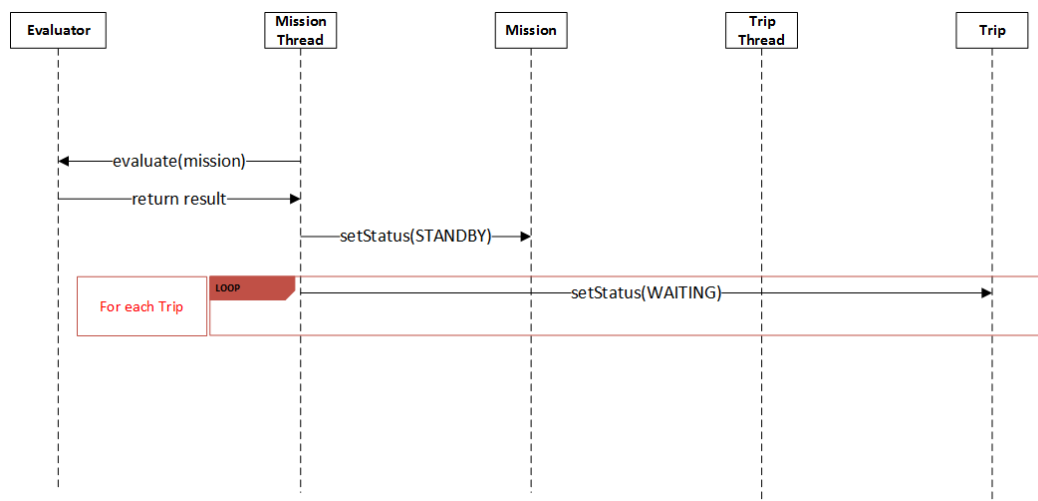 Evaluator
Mission
Thread
Mission
Trip
Thread
Trip
evaluate(mission)
return result
setStatus(STANDBY)
For each Trip
LOOP
setStatus(WAITING)